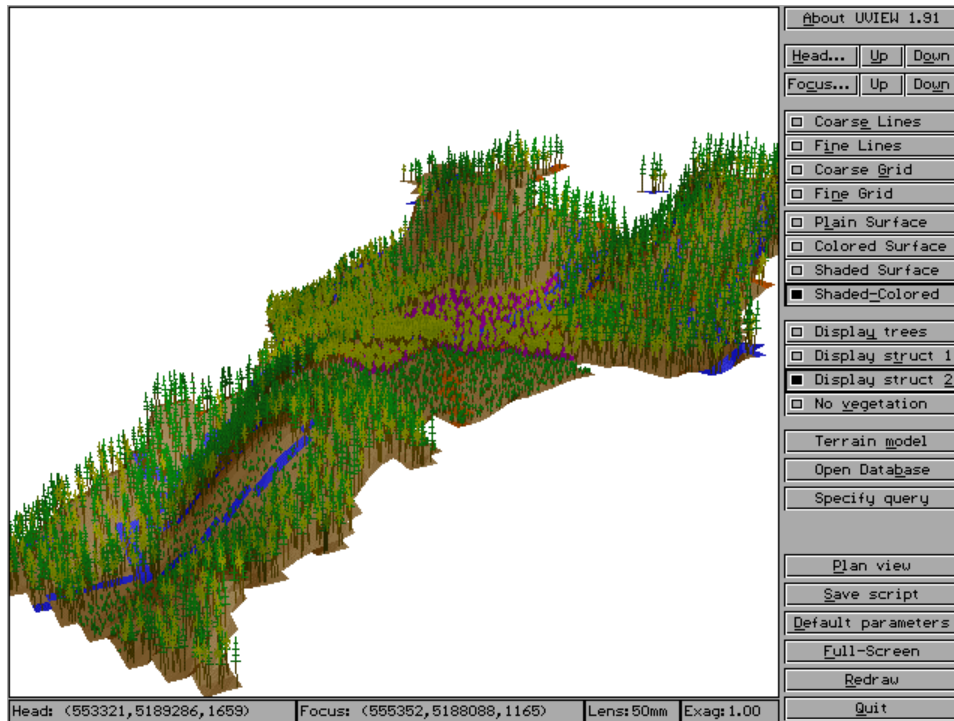 About UVIEW 1.91
Head... Up Down
Focus... Up Down
Coarse Lines
Fine Lines
Coarse Grid
Fine Grid
Plain Surface
Colored Surface
Shaded Surface
Shaded-Colored
Display trees
Display struct 1
Display struct 2
No vegetation
Terrain model
Open Database
Specify query
Plan view
Save script
Default parameters
Full-Screen
Redraw
Quit
Head: (553321,5189286,1659) Focus: (555352,5188088,1165) Lens:50mm Exag:1.00